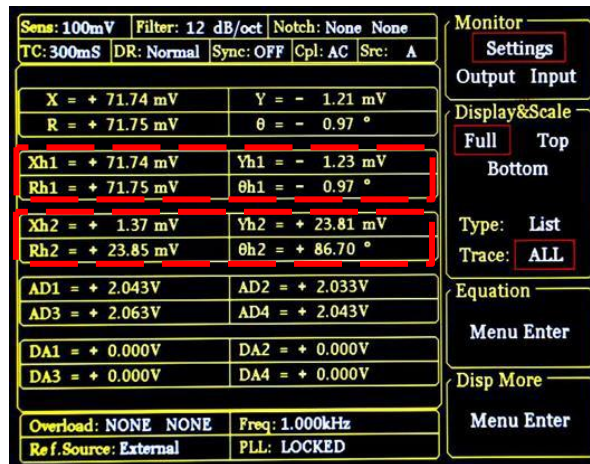 Sens: 100mV Filter: 12 dB/oct Notch: None None
TC: 300mS DR: Normal Sync: OFF Cpl: AC Src: A
X = + 71.74 mV Y = - 1.21 mV
R = + 71.75 mV θ = - 0.97 °
Xh1 = + 71.74 mV Yh1 = - 1.23 mV
Rh1 = + 71.75 mV θh1 = - 0.97 °
Xh2 = + 1.37 mV Yh2 = + 23.81 mV
Rh2 = + 23.85 mV θh2 = + 86.70 °
AD1 = + 2.043V AD2 = + 2.033V
AD3 = + 2.063V AD4 = + 2.043V
DA1 = + 0.000V DA2 = + 0.000V
DA3 = + 0.000V DA4 = + 0.000V
Overload: NONE NONE Freq: 1.000kHz
Ref.Source: External PLL: LOCKED
Monitor
Settings
Output Input
Display&Scale
Full Top
Bottom
Type: List
Trace: ALL
Equation
Menu Enter
Disp More
Menu Enter